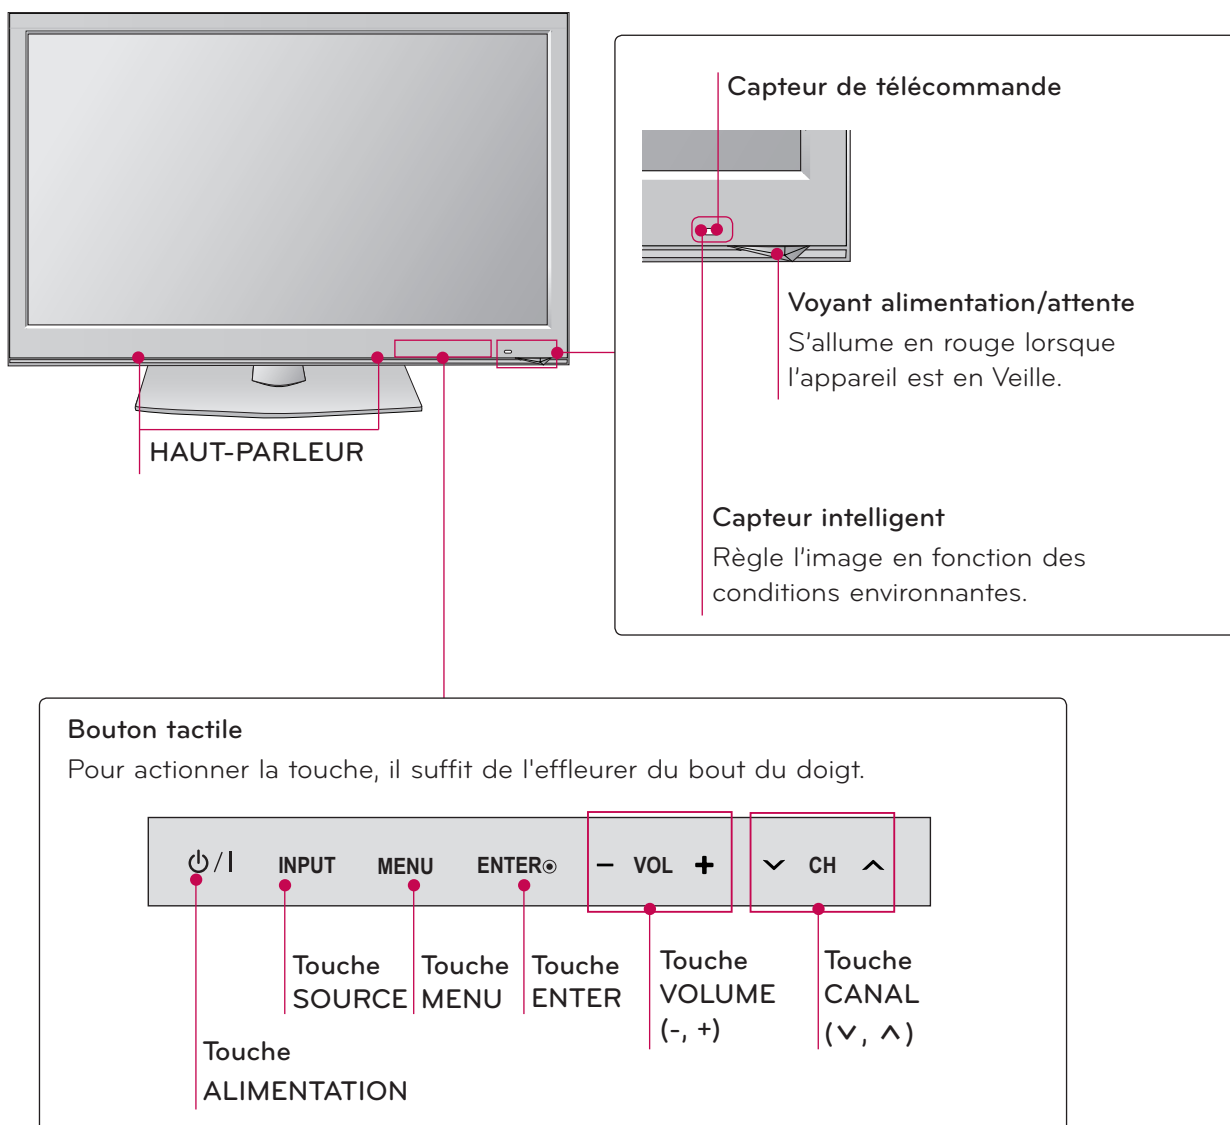 Capteur de télécommande
Voyant alimentation/attente
S'allume en rouge lorsque
l'appareil est en Veille.
HAUT-PARLEUR
Capteur intelligent
Règle l'image en fonction des
conditions environnantes.
Bouton tactile
Pour actionner la touche, il suffit de l'effleurer du bout du doigt.
⏻/I INPUT MENU ENTER◉ − VOL + ∨ CH ∧
Touche
SOURCE
Touche
MENU
Touche
ENTER
Touche
VOLUME
(-, +)
Touche
CANAL
(∨, ∧)
Touche
ALIMENTATION